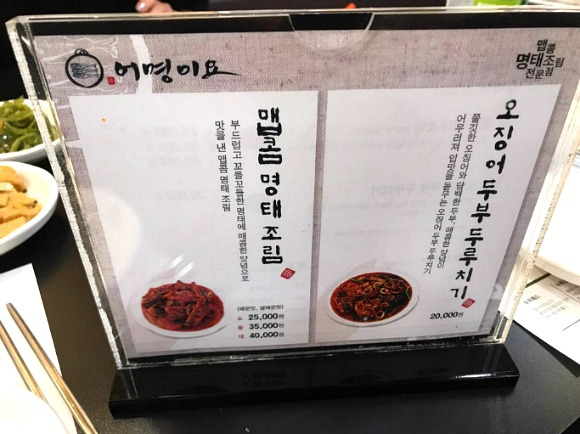 어명이요
맵콤
명태조림
전문점
맵콤 명태 조림
부드럽고 꼬들꼬들한 명태에 매콤한 양념으로
맛을 낸 맵콤 명태 조림
소 25,000원
중 35,000원
대 40,000원
오징어 두부 두루치기
쫄깃한 오징어와 담백한 두부, 매콤한 양념이
어우러져 입맛을 돋우는 오징어 두부 두루치기
20,000원